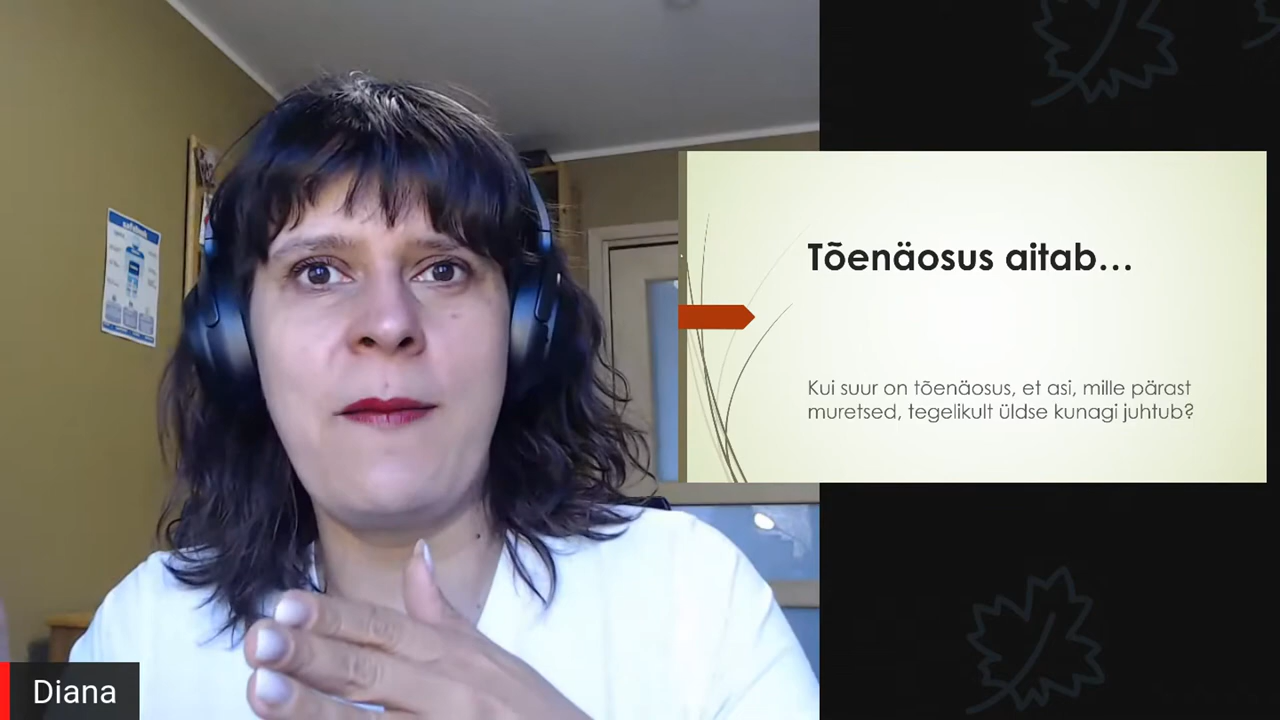 Tõenäosus aitab...
Kui suur on tõenäosus, et asi, mille pärast
muretsed, tegelikult üldse kunagi juhtub?
Diana